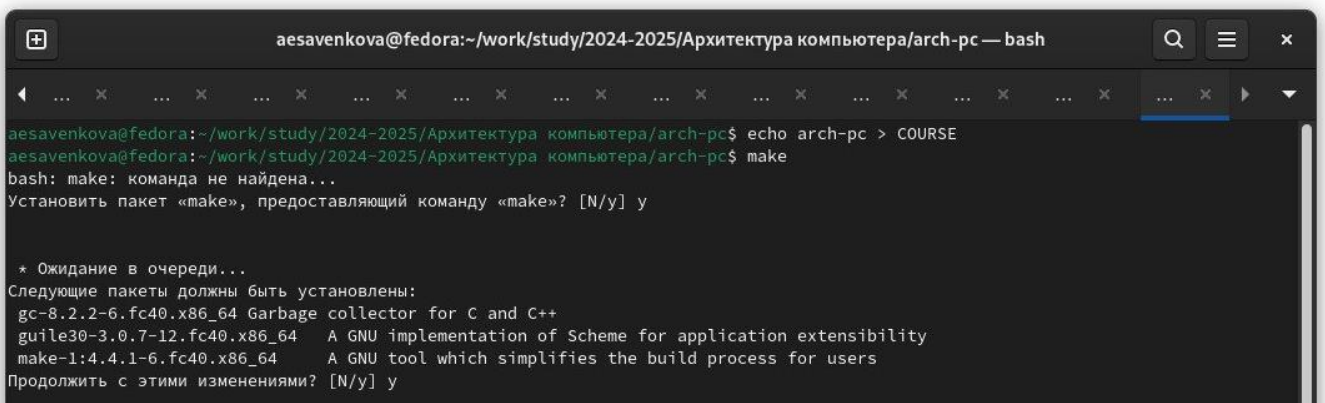 aesavenkova@fedora:~/work/study/2024-2025/Архитектура компьютера/arch-pc — bash
... ... ... ... ... ... ... ... ... ... ... ...
aesavenkova@fedora:~/work/study/2024-2025/Архитектура компьютера/arch-pc$ echo arch-pc > COURSE
aesavenkova@fedora:~/work/study/2024-2025/Архитектура компьютера/arch-pc$ make
bash: make: команда не найдена...
Установить пакет «make», предоставляющий команду «make»? [N/y] y
* Ожидание в очереди...
Следующие пакеты должны быть установлены:
gc-8.2.2-6.fc40.x86_64 Garbage collector for C and C++
guile30-3.0.7-12.fc40.x86_64 A GNU implementation of Scheme for application extensibility
make-1:4.4.1-6.fc40.x86_64 A GNU tool which simplifies the build process for users
Продолжить с этими изменениями? [N/y] y